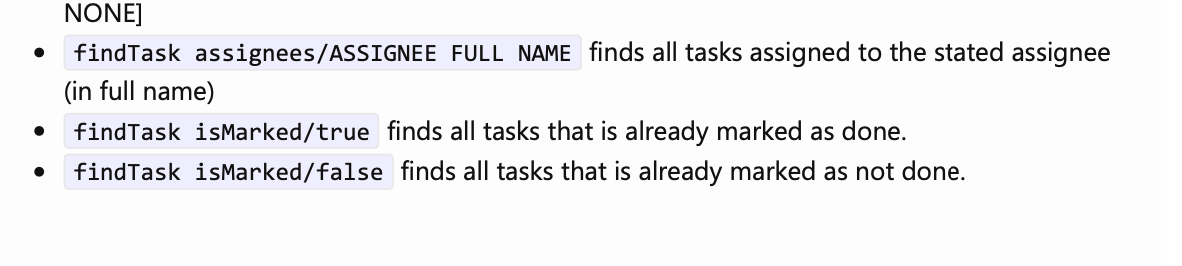 NONE]
• findTask assignees/ASSIGNEE FULL NAME finds all tasks assigned to the stated assignee
(in full name)
• findTask isMarked/true finds all tasks that is already marked as done.
• findTask isMarked/false finds all tasks that is already marked as not done.